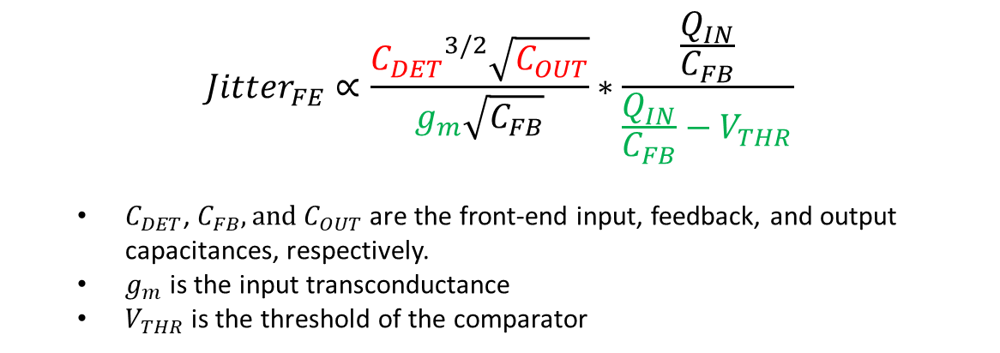 Jitter_{FE} ∝ \frac{C_{DET}^{3/2}\sqrt{C_{OUT}}}{g_m\sqrt{C_{FB}}} * \frac{\frac{Q_{IN}}{C_{FB}}}{\frac{Q_{IN}}{C_{FB}} - V_{THR}}
• C_{DET}, C_{FB}, and C_{OUT} are the front-end input, feedback, and output
capacitances, respectively.
• g_m is the input transconductance
• V_{THR} is the threshold of the comparator